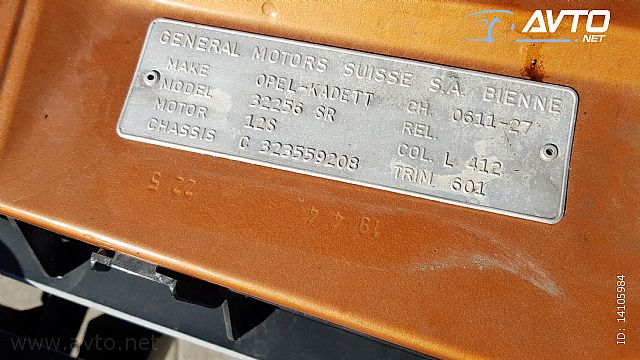 AVTO
.NET
GENERAL MOTORS SUISSE S.A. BIENNE
MAKE OPEL-KADETT CH. 0611-27
MODEL 32256 SR REL.
MOTOR 12S COL. L 412
CHASSIS C 323559208 TRIM. 601
22 5
19 4 4
www.avto.net
ID: 14105984